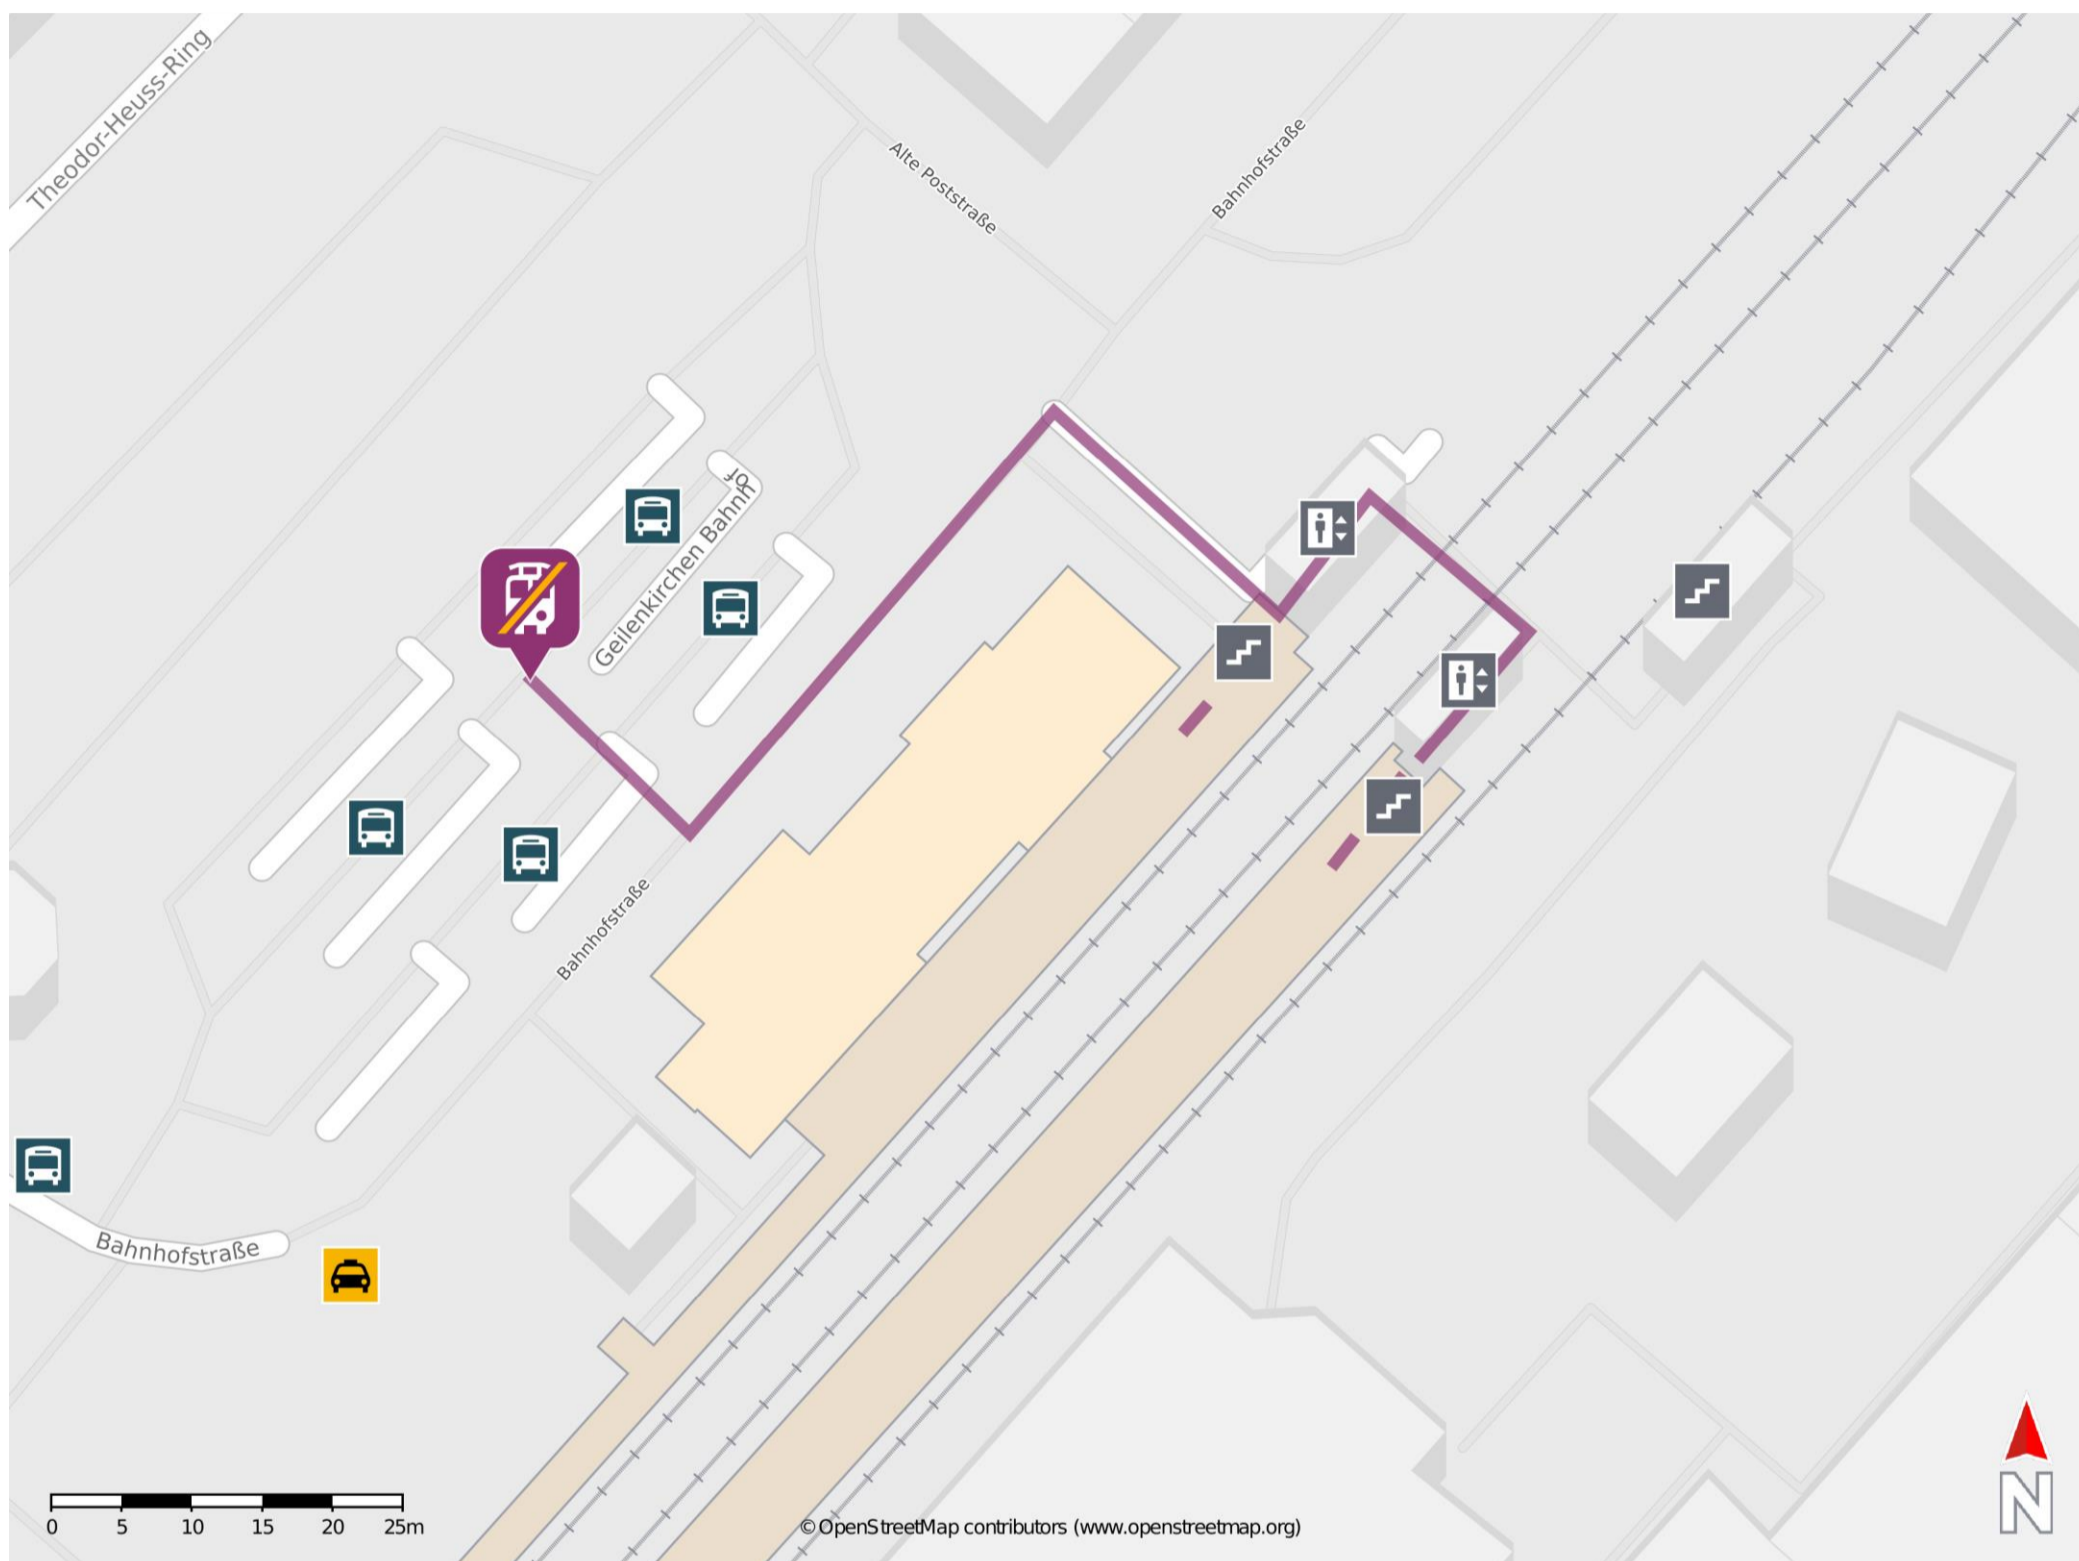 Theodor-Heuss-Ring
Alte Poststraße
Bahnhofstraße
Geilenkirchen Bahnhof
Bahnhofstraße
Bahnhofstraße
0 5 10 15 20 25m
© OpenStreetMap contributors (www.openstreetmap.org)
N